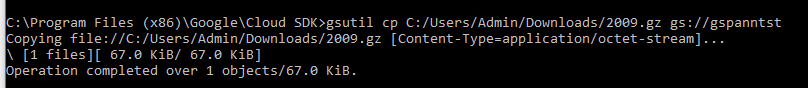 C:\Program Files (x86)\Google\Cloud SDK>gsutil cp C:/Users/Admin/Downloads/2009.gz gs://gspanntst
Copying file://C:/Users/Admin/Downloads/2009.gz [Content-Type=application/octet-stream]...
\ [1 files][ 67.0 KiB/ 67.0 KiB]
Operation completed over 1 objects/67.0 KiB.